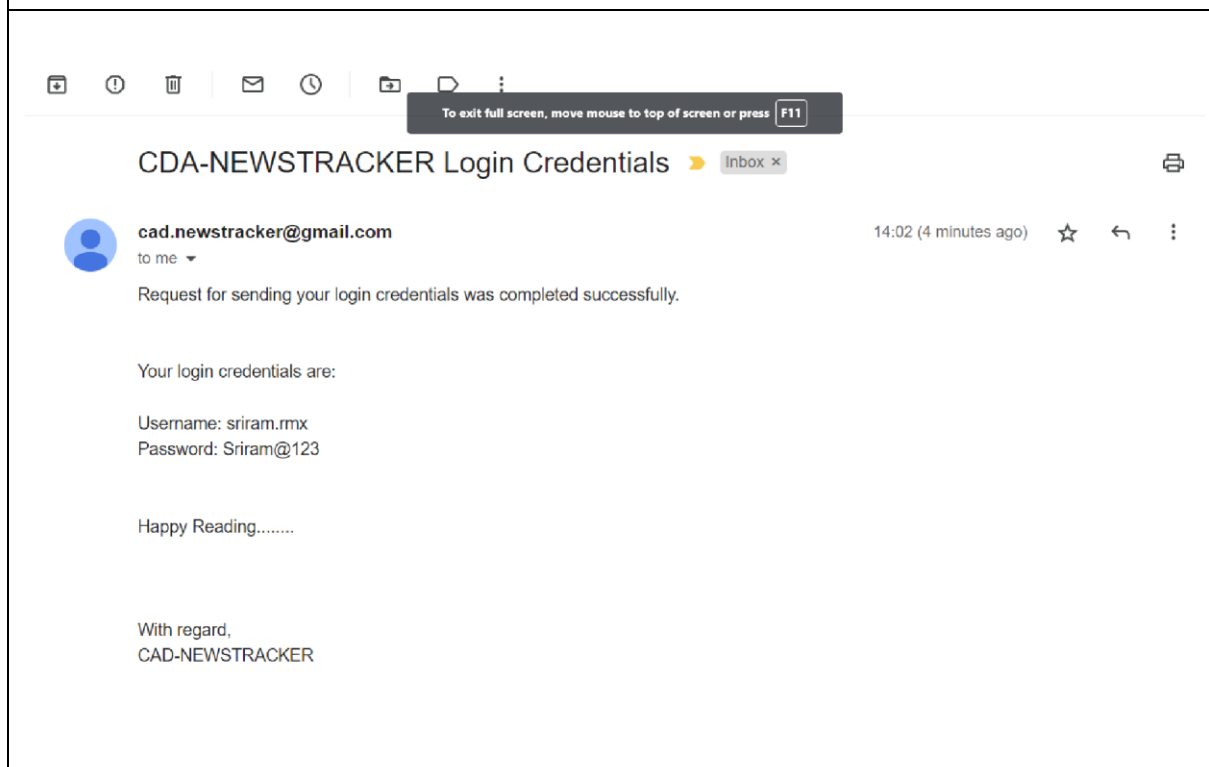 To exit full screen, move mouse to top of screen or press F11
CDA-NEWSTRACKER Login Credentials Inbox ×
cad.newstracker@gmail.com 14:02 (4 minutes ago)
to me
Request for sending your login credentials was completed successfully.
Your login credentials are:
Username: sriram.rmx
Password: Sriram@123
Happy Reading........
With regard,
CAD-NEWSTRACKER